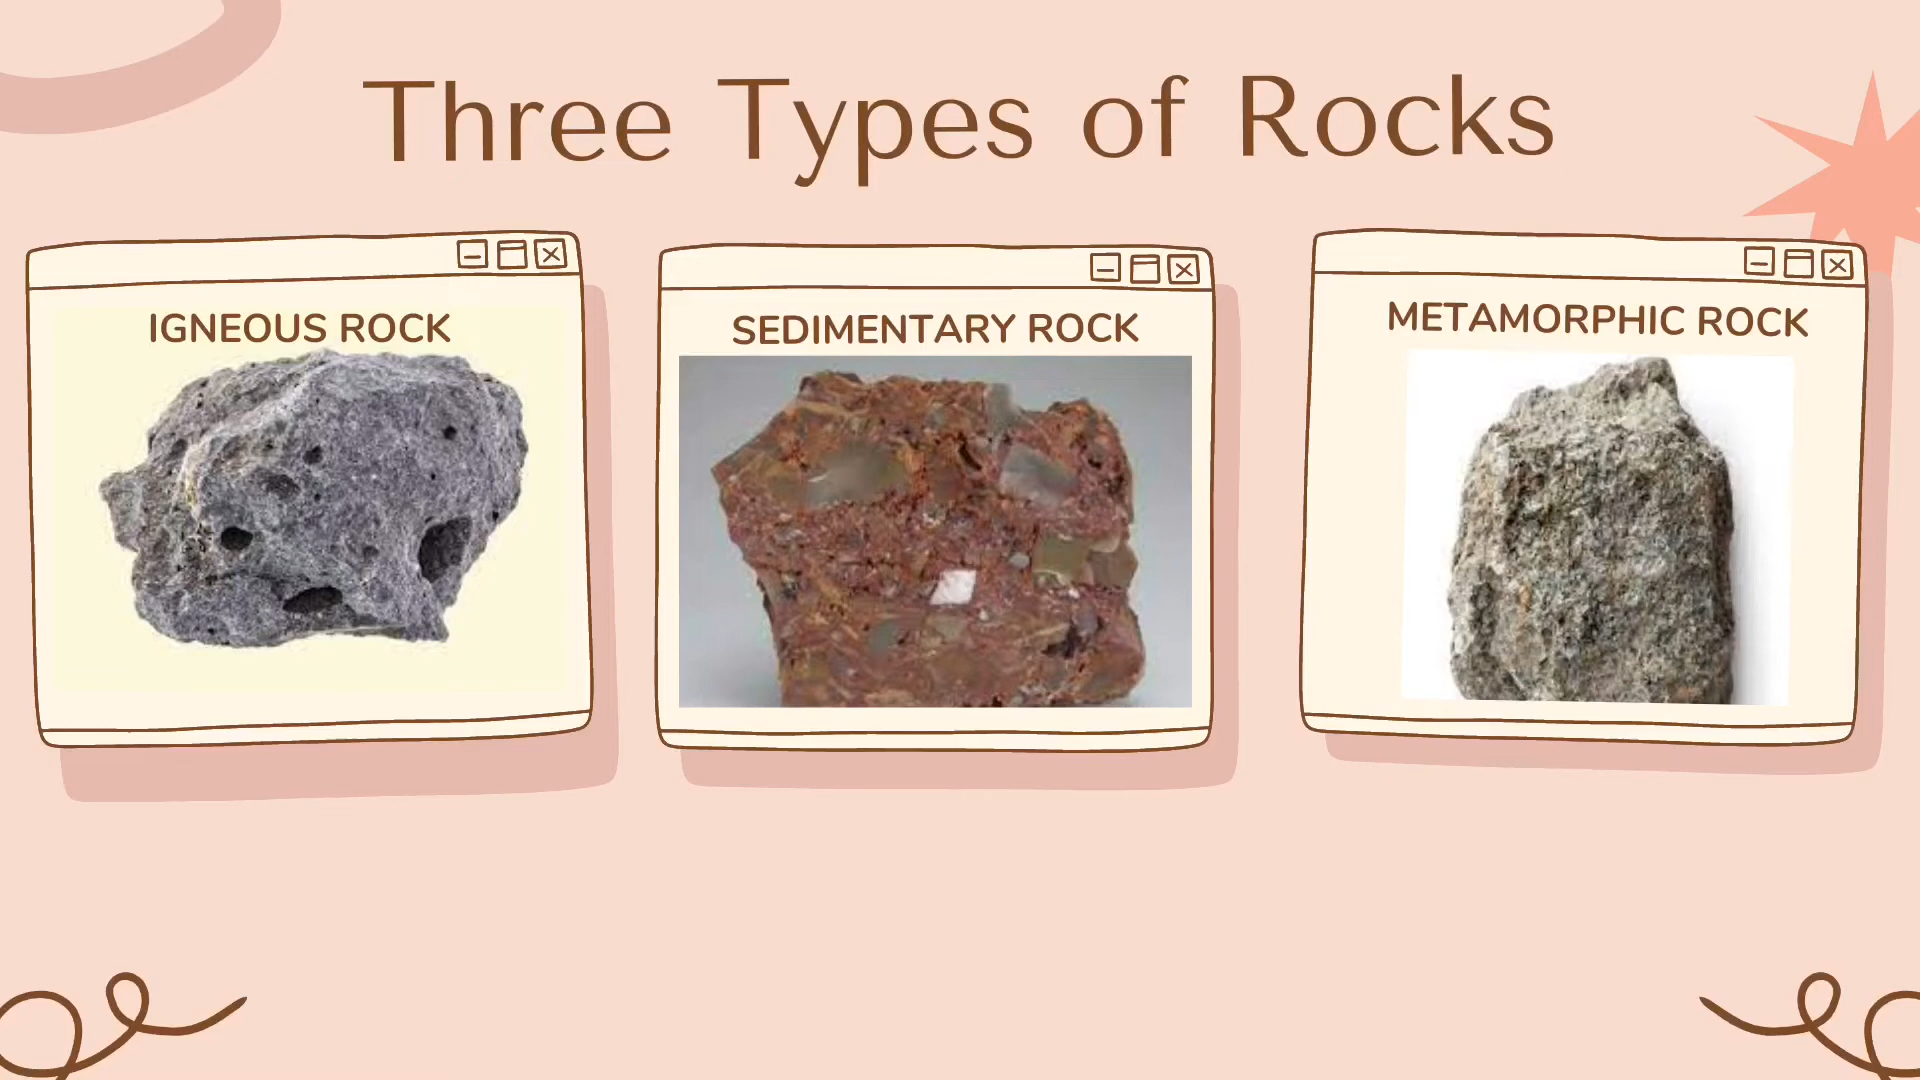 Three Types of Rocks
IGNEOUS ROCK
SEDIMENTARY ROCK
METAMORPHIC ROCK